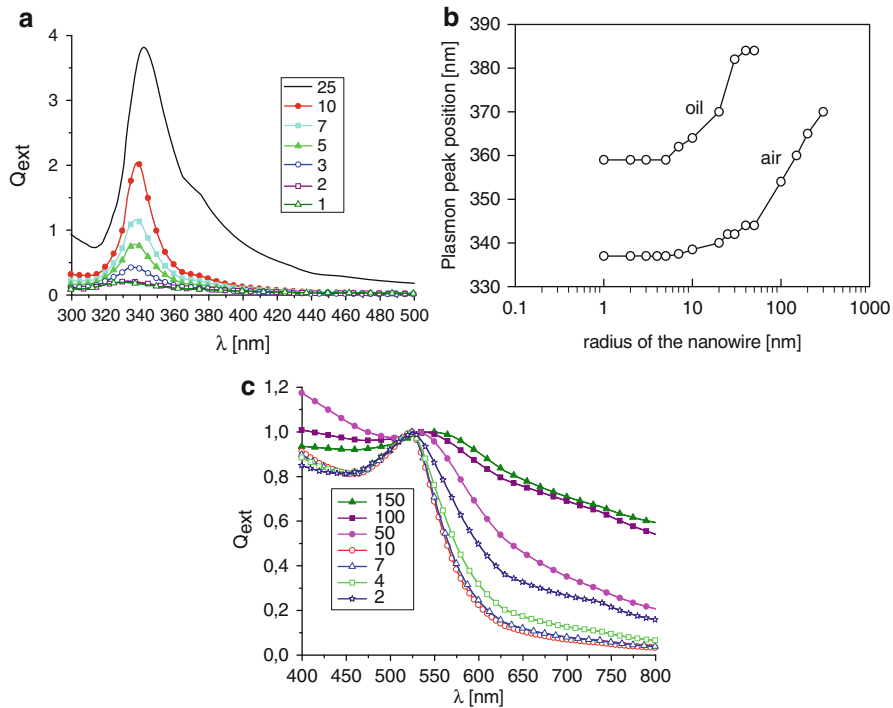 a
4
3
2
1
0
Qext
300 320 340 360 380 400 420 440 460 480 500
λ [nm]
25
10
7
5
3
2
1
b
390
380
370
360
350
340
330
Plasmon peak position [nm]
oil
air
0.1 1 10 100 1000
radius of the nanowire [nm]
c
1,2
1,0
0,8
0,6
0,4
0,2
0,0
Qext
150
100
50
10
7
4
2
400 450 500 550 600 650 700 750 800
λ [nm]